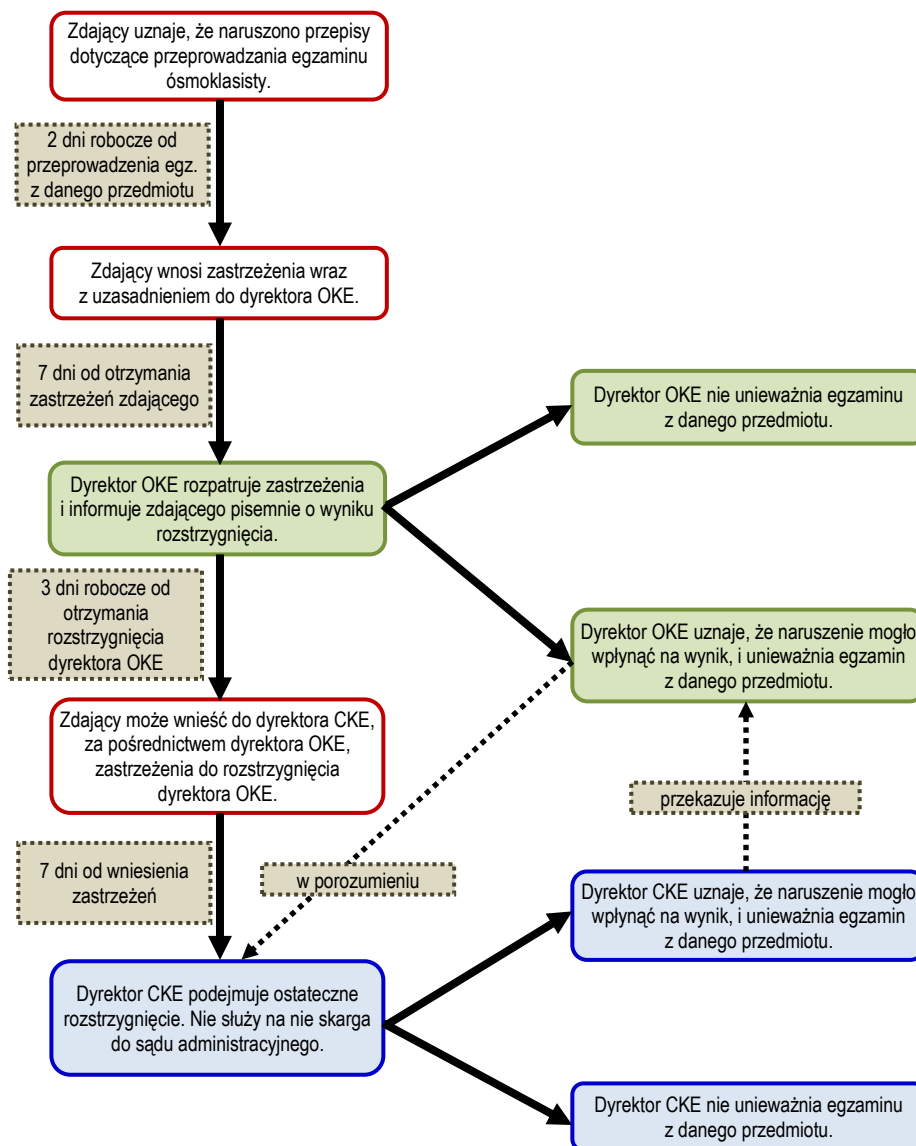 Zdający uznaje, że naruszono przepisy
dotyczące przeprowadzania egzaminu
ósmoklasisty.
2 dni robocze od
przeprowadzenia egz.
z danego przedmiotu
Zdający wnosi zastrzeżenia wraz
z uzasadnieniem do dyrektora OKE.
7 dni od otrzymania
zastrzeżeń zdającego
Dyrektor OKE nie unieważnia egzaminu
z danego przedmiotu.
Dyrektor OKE rozpatruje zastrzeżenia
i informuje zdającego pisemnie o wyniku
rozstrzygnięcia.
3 dni robocze od
otrzymania
rozstrzygnięcia
dyrektora OKE
Dyrektor OKE uznaje, że naruszenie mogło
wpłynąć na wynik, i unieważnia egzamin
z danego przedmiotu.
Zdający może wnieść do dyrektora CKE,
za pośrednictwem dyrektora OKE,
zastrzeżenia do rozstrzygnięcia
dyrektora OKE.
przekazuje informację
7 dni od wniesienia
zastrzeżeń
w porozumieniu
Dyrektor CKE uznaje, że naruszenie mogło
wpłynąć na wynik, i unieważnia egzamin
z danego przedmiotu.
Dyrektor CKE podejmuje ostateczne
rozstrzygnięcie. Nie służy na nie skarga
do sądu administracyjnego.
Dyrektor CKE nie unieważnia egzaminu
z danego przedmiotu.